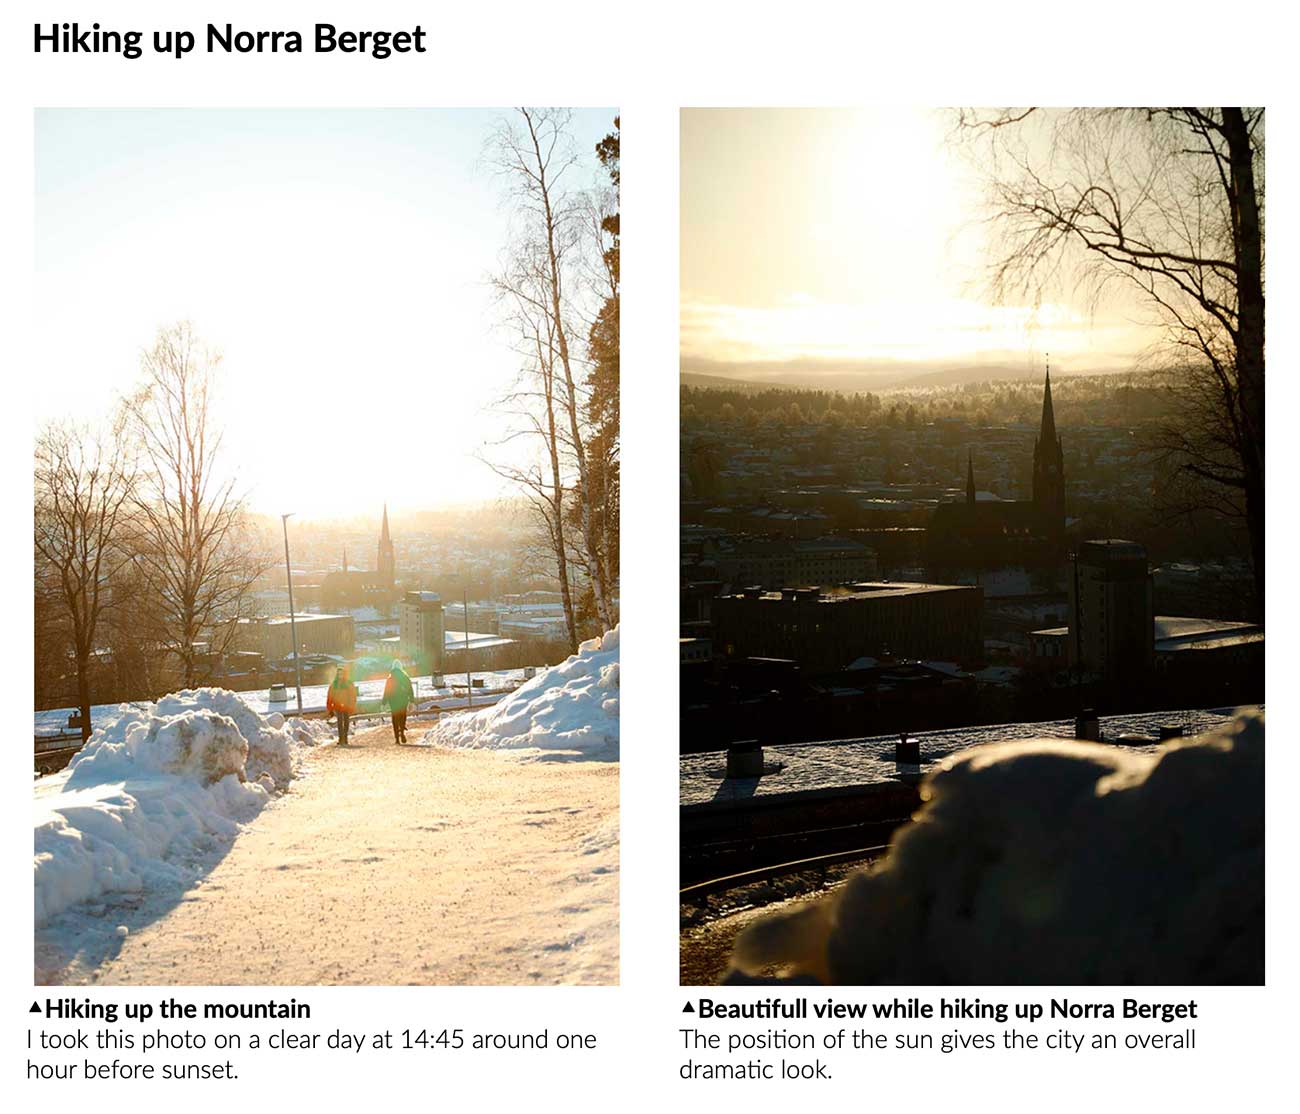 Hiking up Norra Berget
▲Hiking up the mountain
I took this photo on a clear day at 14:45 around one
hour before sunset.
▲Beautifull view while hiking up Norra Berget
The position of the sun gives the city an overall
dramatic look.